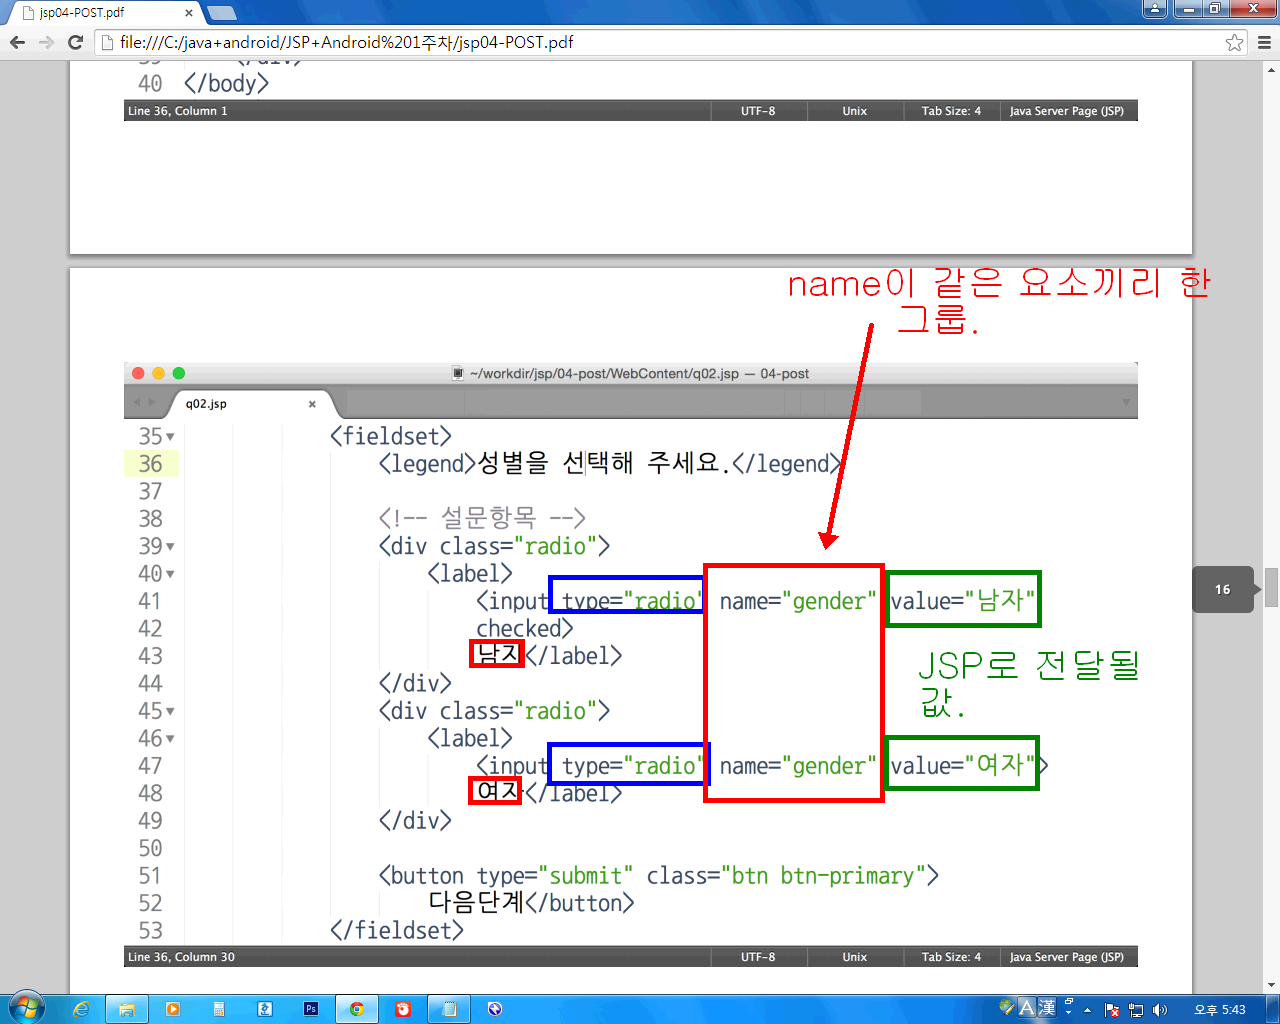 jsp04-POST.pdf
file:///C:/java+android/JSP+Android%201주차/jsp04-POST.pdf
40 </body>
Line 36, Column 1 UTF-8 Unix Tab Size: 4 Java Server Page (JSP)
name이 같은 요소끼리 한
그룹.
~/workdir/jsp/04-post/WebContent/q02.jsp — 04-post
q02.jsp
35 <fieldset>
36 <legend>성별을 선택해 주세요.</legend>
37
38 <!-- 설문항목 -->
39 <div class="radio">
40 <label>
41 <input type="radio" name="gender" value="남자"
42 checked>
43 남자</label>
44 </div>
45 <div class="radio">
46 <label>
47 <input type="radio" name="gender" value="여자">
48 여자</label>
49 </div>
50
51 <button type="submit" class="btn btn-primary">
52 다음단계</button>
53 </fieldset>
JSP로 전달될
값.
16
Line 36, Column 30 UTF-8 Unix Tab Size: 4 Java Server Page (JSP)
Ps
A 漢
오후 5:43